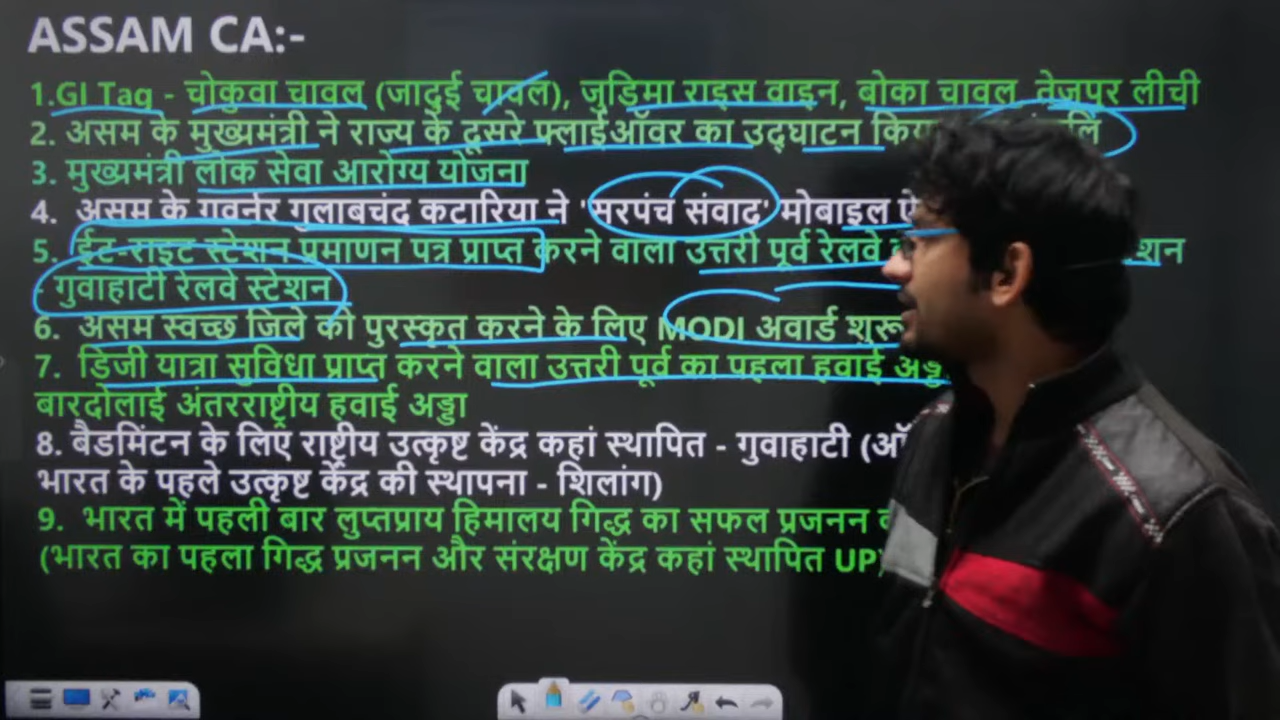 ASSAM CA:-
1.GI Tag - चोकुवा चावल (जादुई चावल), जुडिमा राइस वाइन, बोका चावल, तेजपुर लीची
2. असम के मुख्यमंत्री ने राज्य के दूसरे फ्लाईऑवर का उद्घाटन
3. मुख्यमंत्री लोक सेवा आरोग्य योजना
4. असम के गवर्नर गुलाबचंद कटारिया ने 'सरपंच संवाद' मोबाइल
5. ईट-राइट स्टेशन प्रमाणन पत्र प्राप्त करने वाला उत्तरी पूर्व रेलवे
गुवाहाटी रेलवे स्टेशन
6. असम स्वच्छ जिले को पुरस्कृत करने के लिए MODI अवार्ड शुरू
7. डिजी यात्रा सुविधा प्राप्त करने वाला उत्तरी पूर्व का पहला हवाई
बारदोलाई अंतरराष्ट्रीय हवाई अड्डा
8. बैडमिंटन के लिए राष्ट्रीय उत्कृष्ट केंद्र कहां स्थापित - गुवाहाटी
भारत के पहले उत्कृष्ट केंद्र की स्थापना - शिलांग)
9. भारत में पहली बार लुप्तप्राय हिमालय गिद्ध का सफल प्रजनन
(भारत का पहला गिद्ध प्रजनन और संरक्षण केंद्र कहां स्थापित UP)